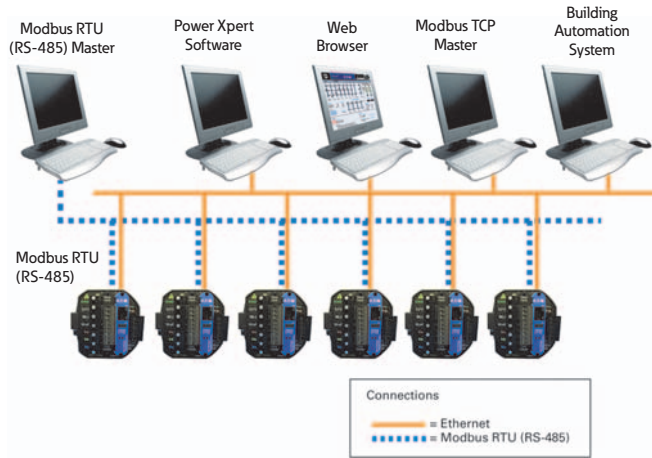 Modbus RTU
(RS-485) Master
Power Xpert
Software
Web
Browser
Modbus TCP
Master
Building
Automation
System
Modbus RTU
(RS-485)
Connections
= Ethernet
= Modbus RTU (RS-485)